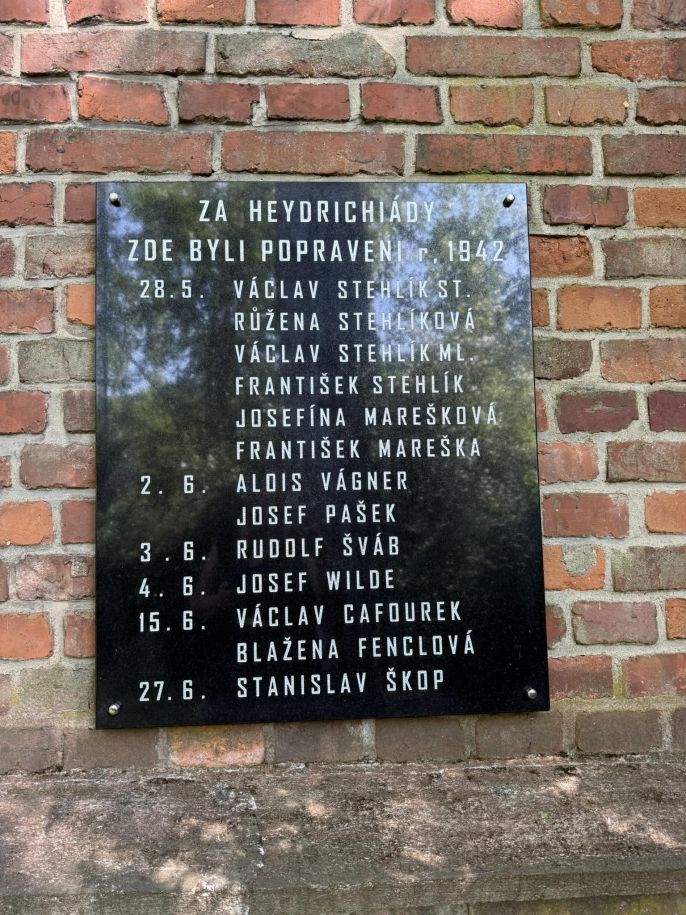 ZA HEYDRICHIÁDY
ZDE BYLI POPRAVENI r. 1942
28.5. VÁCLAV STEHLÍK ST.
RŮŽENA STEHLÍKOVÁ
VÁCLAV STEHLÍK ML.
FRANTIŠEK STEHLÍK
JOSEFÍNA MAREŠKOVÁ
FRANTIŠEK MAREŠKA
2. 6. ALOIS VÁGNER
JOSEF PAŠEK
3. 6. RUDOLF ŠVÁB
4. 6. JOSEF WILDE
15. 6. VÁCLAV CAFOUREK
BLAŽENA FENCLOVÁ
27. 6. STANISLAV ŠKOP